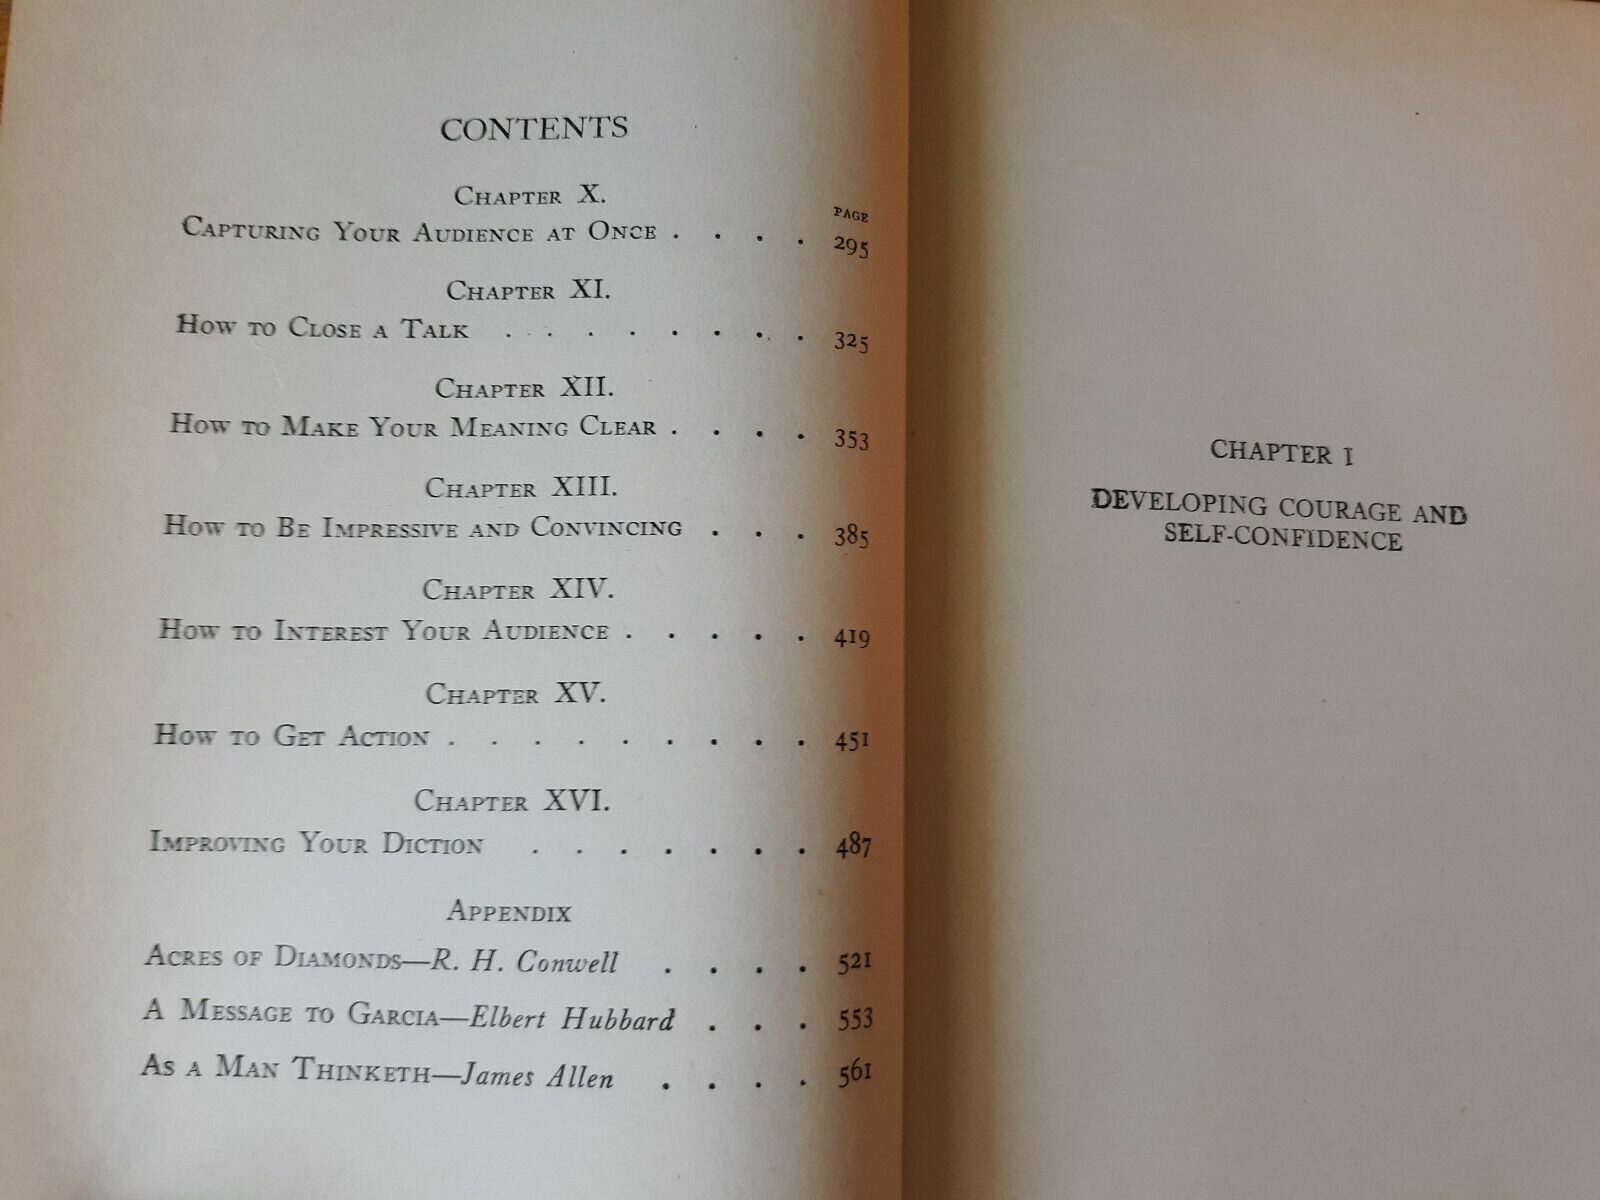 CONTENTS
CHAPTER X.
PAGE
CAPTURING YOUR AUDIENCE AT ONCE . . . . 295
CHAPTER XI.
HOW TO CLOSE A TALK . . . . . . . . 325
CHAPTER XII.
HOW TO MAKE YOUR MEANING CLEAR . . . . 353
CHAPTER XIII.
HOW TO BE IMPRESSIVE AND CONVINCING . . . 385
CHAPTER XIV.
HOW TO INTEREST YOUR AUDIENCE . . . . . 419
CHAPTER XV.
HOW TO GET ACTION . . . . . . . . . 451
CHAPTER XVI.
IMPROVING YOUR DICTION . . . . . . . 487
APPENDIX
ACRES OF DIAMONDS—R. H. Conwell . . . . 521
A MESSAGE TO GARCIA—Elbert Hubbard . . . 553
AS A MAN THINKETH—James Allen . . . . 561
CHAPTER I
DEVELOPING COURAGE AND
SELF-CONFIDENCE